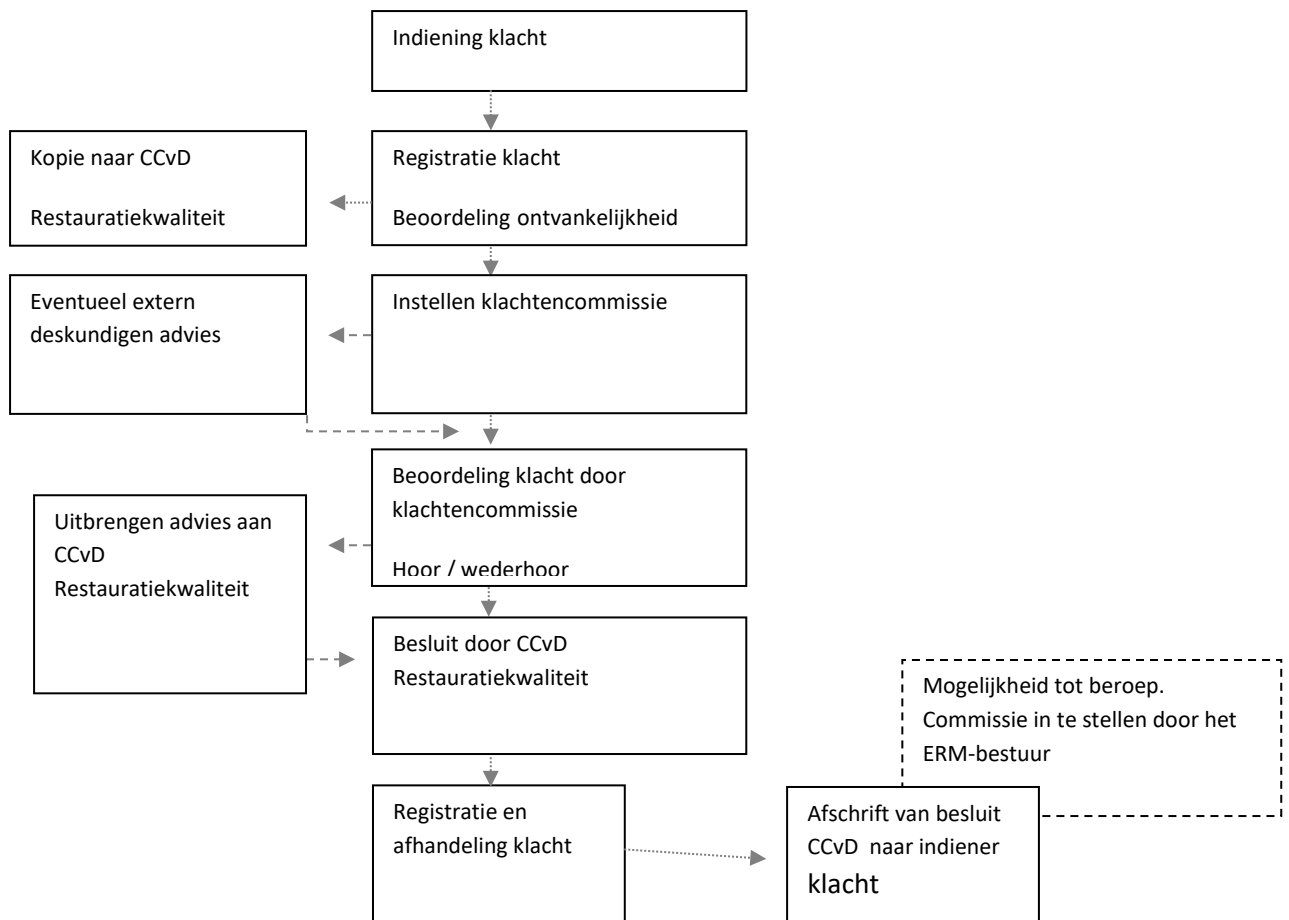 Indiening klacht
Kopie naar CCvD
Restauratiekwaliteit
Registratie klacht
Beoordeling ontvankelijkheid
Eventueel extern
deskundigen advies
Instellen klachtencommissie
Beoordeling klacht door
klachtencommissie
Hoor / wederhoor
Uitbrengen advies aan
CCvD
Restauratiekwaliteit
Besluit door CCvD
Restauratiekwaliteit
Mogelijkheid tot beroep.
Commissie in te stellen door het
ERM-bestuur
Registratie en
afhandeling klacht
Afschrift van besluit
CCvD naar indiener
klacht